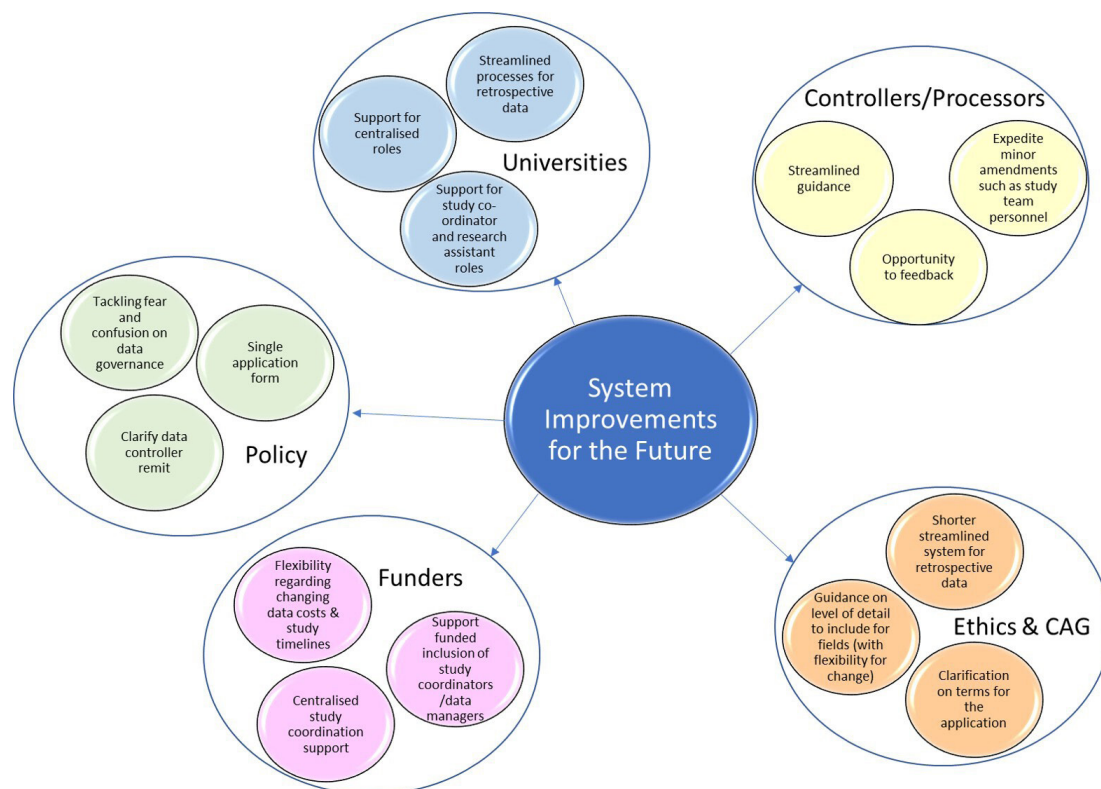 Streamlined
processes for
retrospective
data
Support for
centralised
roles
Universities
Support for
study co-
ordinator
and research
assistant
roles
Controllers/Processors
Streamlined
guidance
Expedite
minor
amendments
such as study
team
personnel
Opportunity
to feedback
Tackling fear
and
confusion on
data
governance
Single
application
form
Clarify data
controller
remit
Policy
System
Improvements
for the Future
Flexibility
regarding
changing
data costs &
study
timelines
Funders
Support
funded
inclusion of
study
coordinators
/data
managers
Centralised
study
coordination
support
Shorter
streamlined
system for
retrospective
data
Guidance on
level of detail
to include for
fields (with
flexibility for
change)
Ethics & CAG
Clarification
on terms for
the
application